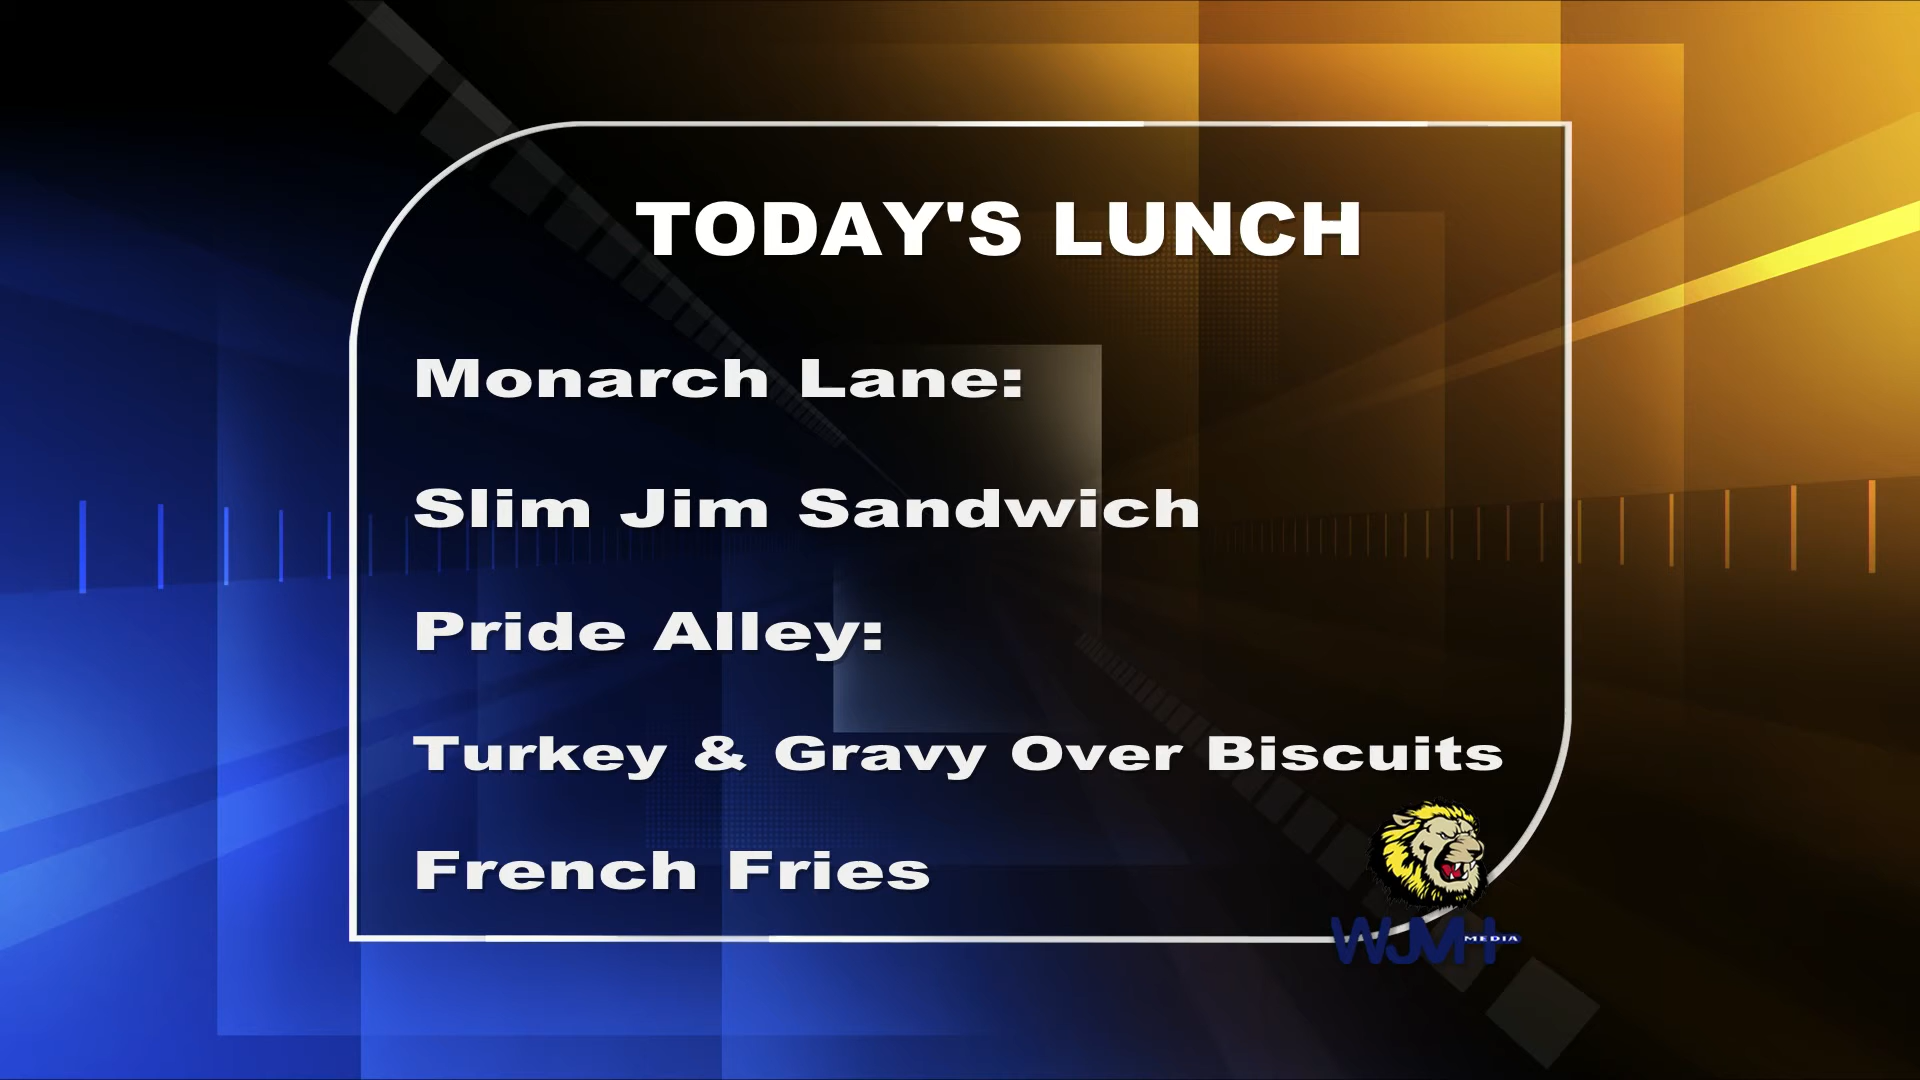 TODAY'S LUNCH
Monarch Lane:
Slim Jim Sandwich
Pride Alley:
Turkey & Gravy Over Biscuits
French Fries
WJMH
MEDIA